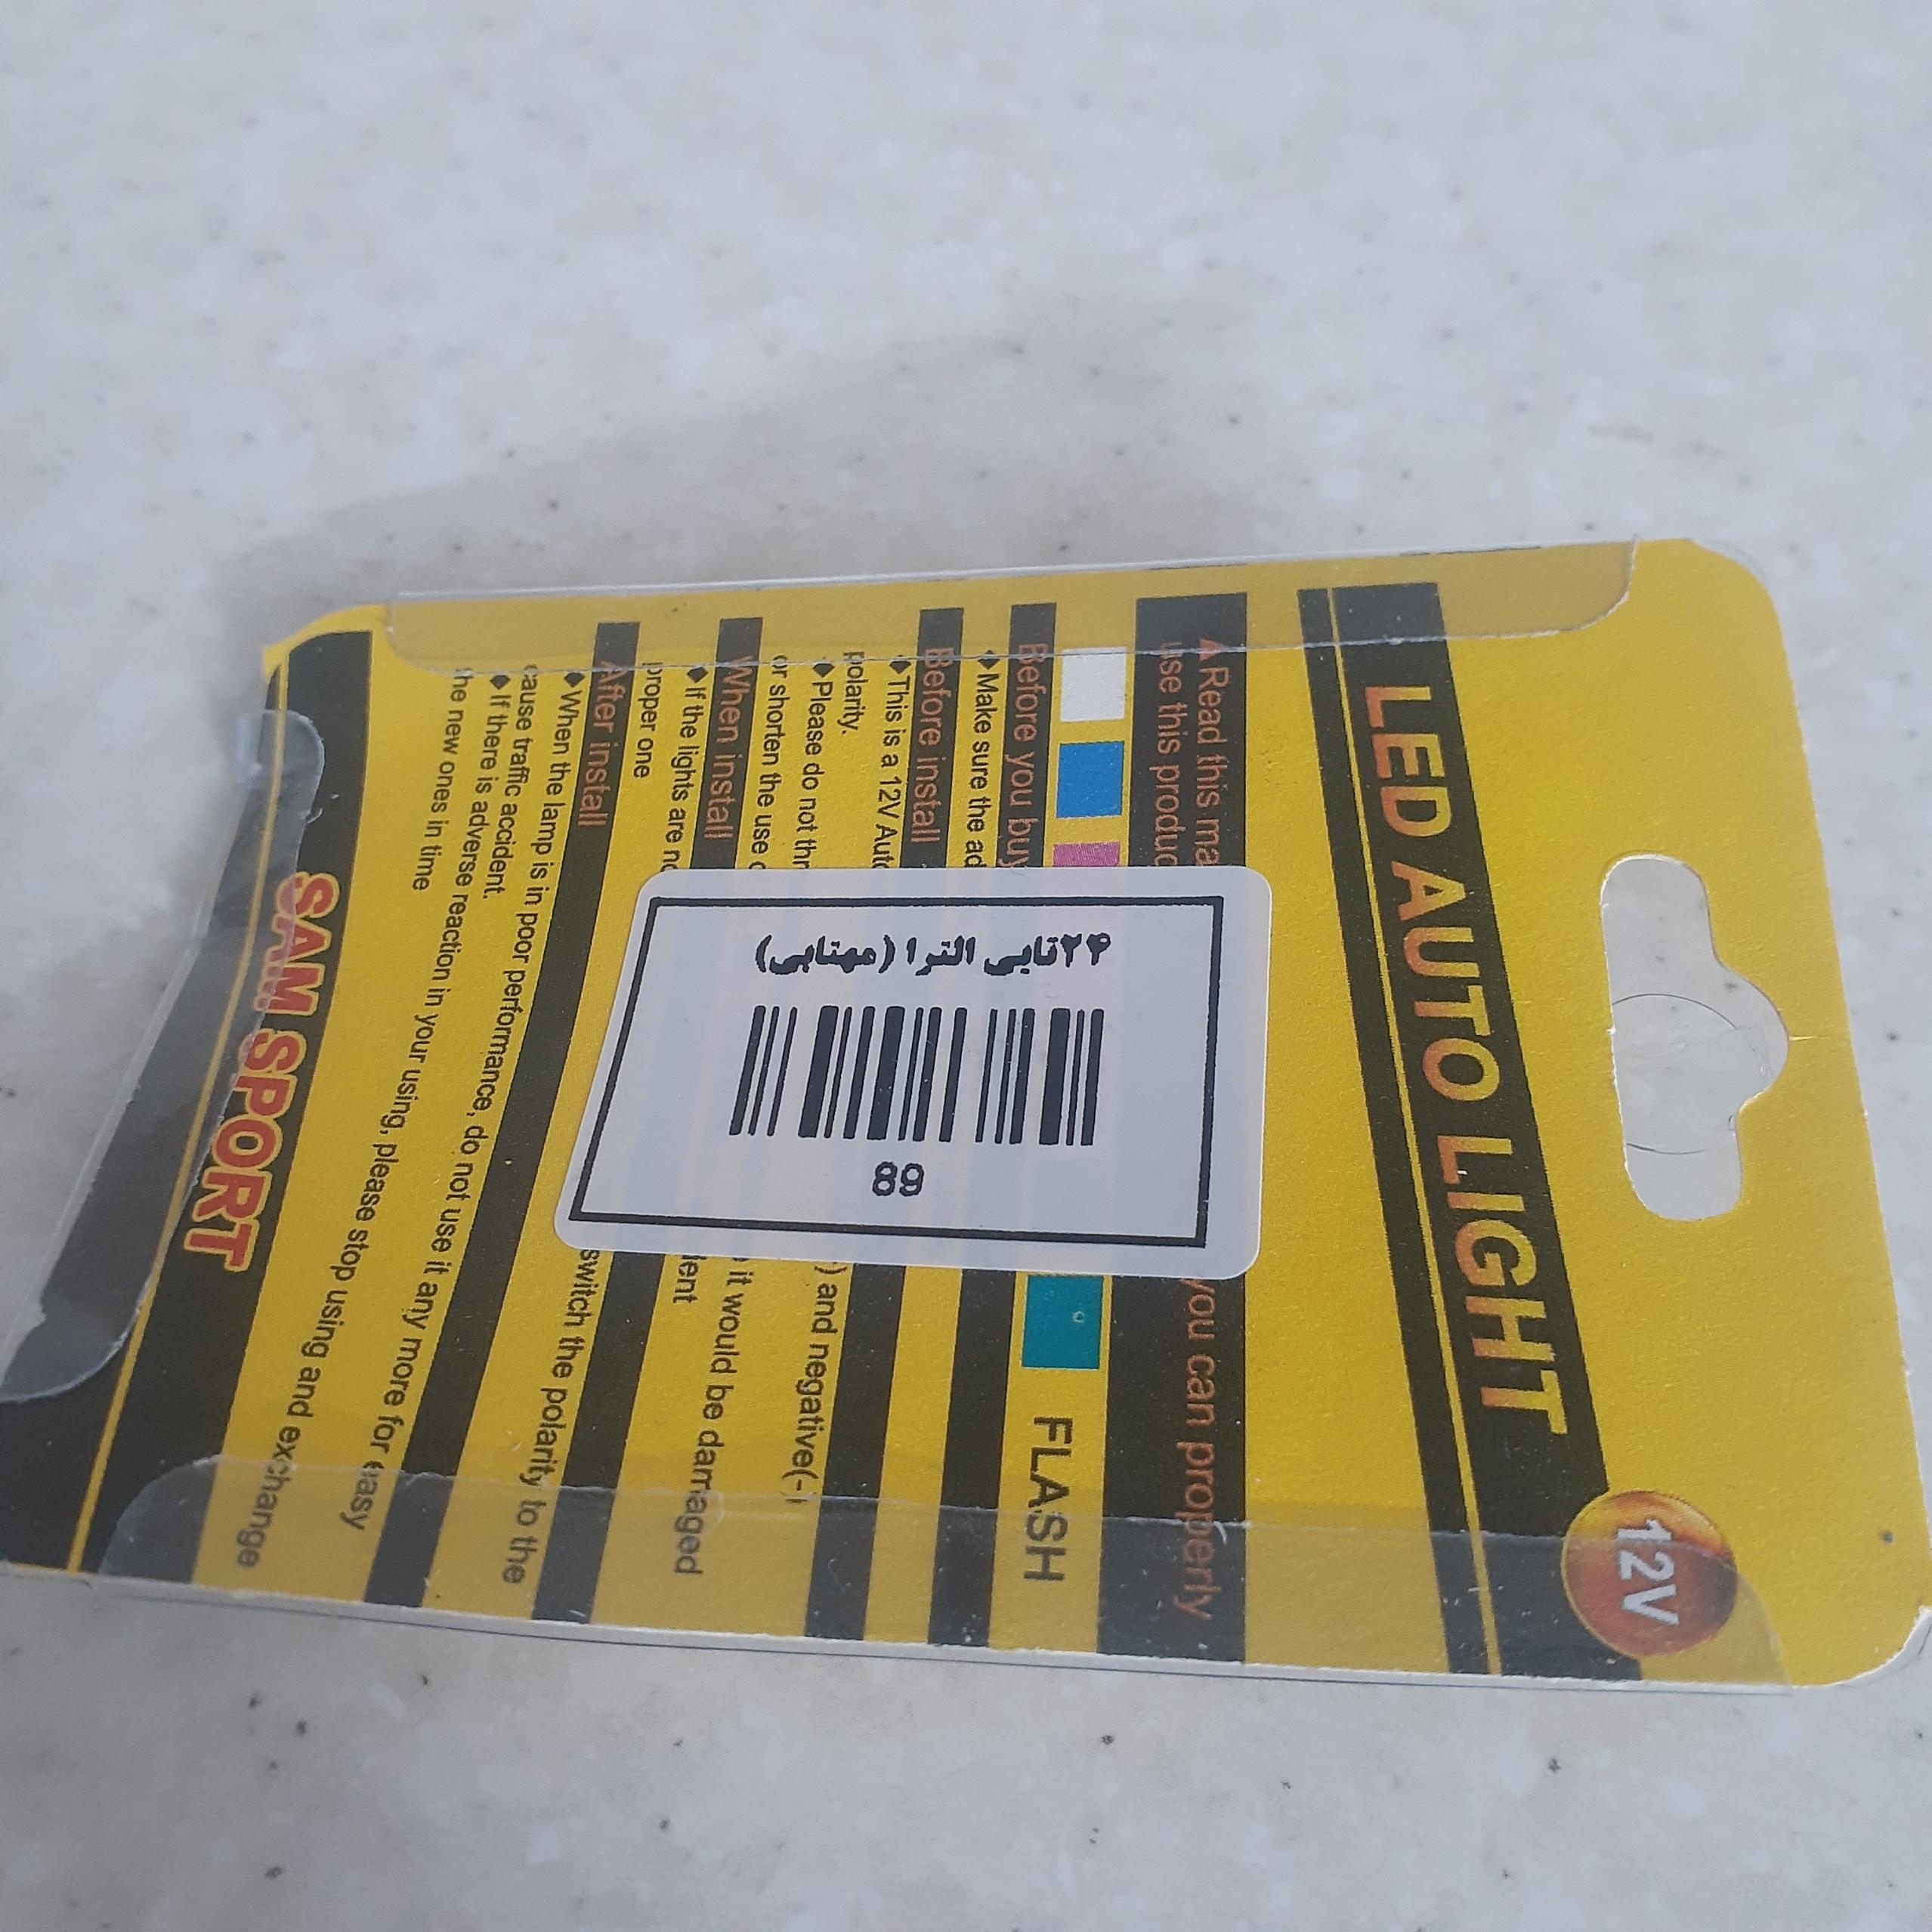 LED AUTO LIGHT
12V
▲Read this ma
you can properly
use this produc
FLASH
Before you buy
◆Make sure the ad
Before install
◆This is a 12V Auto
) and negative(-)
polarity.
◆Please do not thr
it would be damaged
or shorten the use
When install
◆If the lights are no
switch the polarity to the
proper one
After install
◆When the lamp is in poor performance, do not use it any more for easy
cause traffic accident.
◆If there is adverse reaction in your using, please stop using and exchange
the new ones in time
SAM SPORT
۲۴تایی الترا (مهتابی)
89